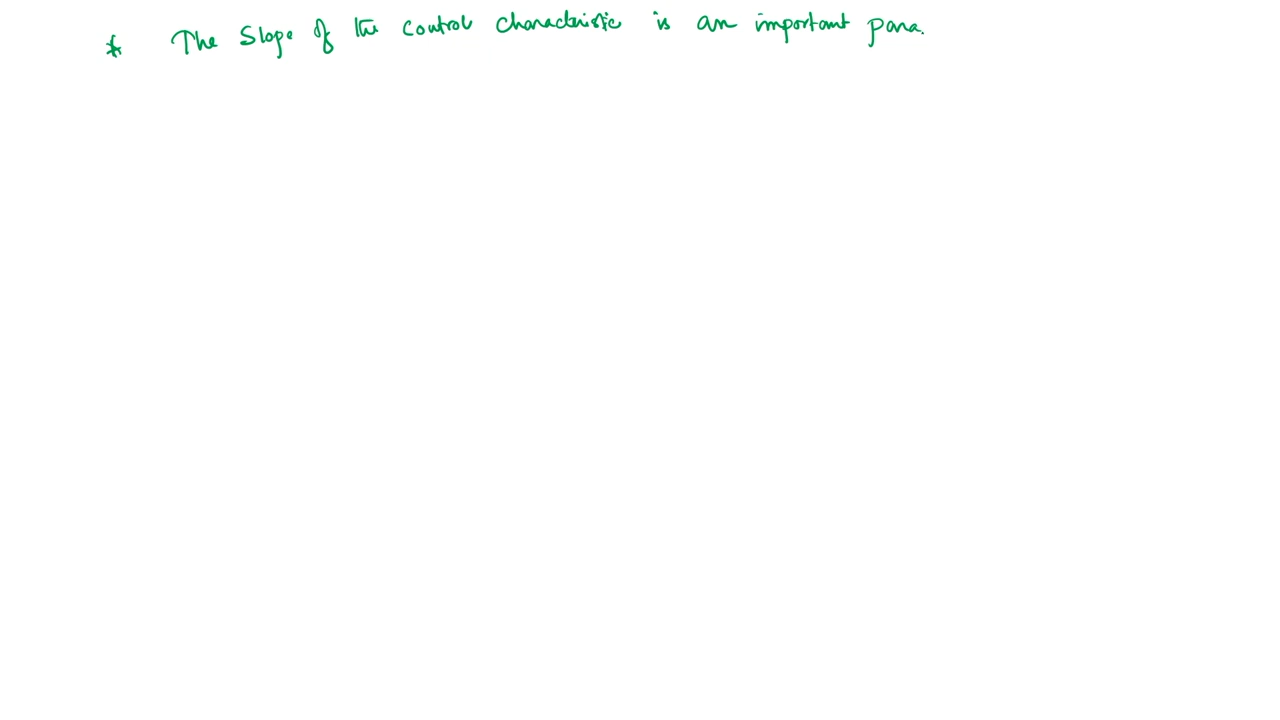 * The Slope of the control characteristic is an important para.